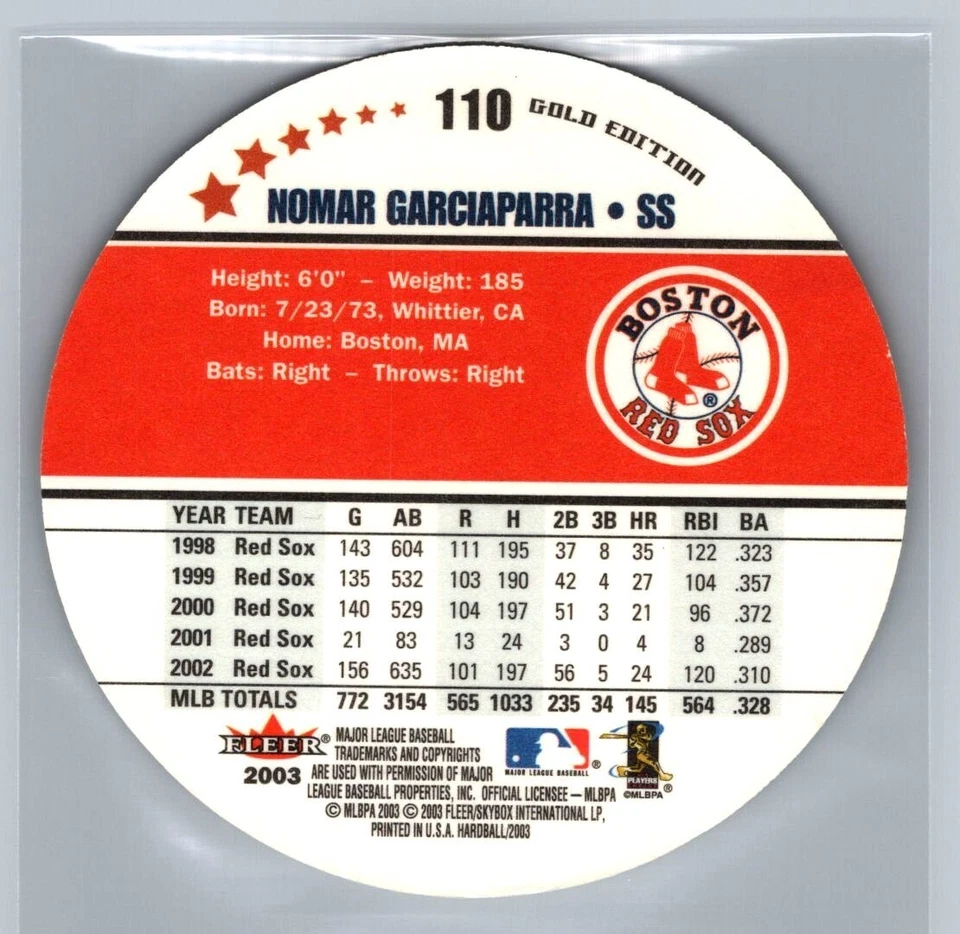 110 GOLD EDITION
NOMAR GARCIAPARRA • SS
Height: 6'0" – Weight: 185
Born: 7/23/73, Whittier, CA
Home: Boston, MA
Bats: Right – Throws: Right
BOSTON
RED SOX
®
YEAR TEAM G AB R H 2B 3B HR RBI BA
1998 Red Sox 143 604 111 195 37 8 35 122 .323
1999 Red Sox 135 532 103 190 42 4 27 104 .357
2000 Red Sox 140 529 104 197 51 3 21 96 .372
2001 Red Sox 21 83 13 24 3 0 4 8 .289
2002 Red Sox 156 635 101 197 56 5 24 120 .310
MLB TOTALS 772 3154 565 1033 235 34 145 564 .328
FLEER®
2003
MAJOR LEAGUE BASEBALL
TRADEMARKS AND COPYRIGHTS
ARE USED WITH PERMISSION OF MAJOR
LEAGUE BASEBALL PROPERTIES, INC. OFFICIAL LICENSEE – MLBPA
© MLBPA 2003 © 2003 FLEER/SKYBOX INTERNATIONAL LP,
PRINTED IN U.S.A. HARDBALL/2003
MAJOR LEAGUE BASEBALL ®
PLAYERS
©MLBPA ®